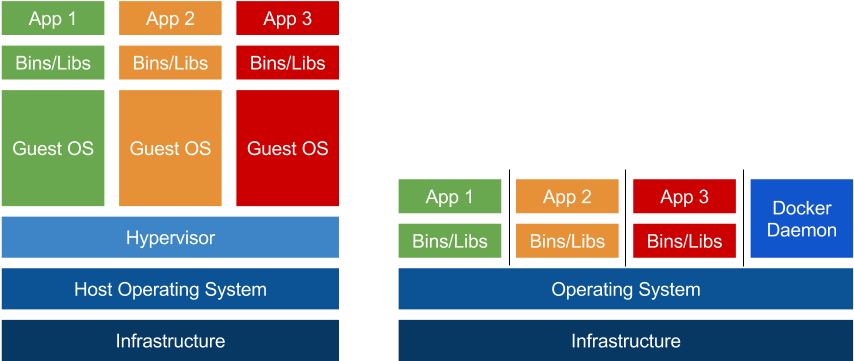 App 1
App 2
App 3
Bins/Libs
Bins/Libs
Bins/Libs
Guest OS
Guest OS
Guest OS
Hypervisor
Host Operating System
Infrastructure
App 1
App 2
App 3
Docker
Daemon
Bins/Libs
Bins/Libs
Bins/Libs
Operating System
Infrastructure